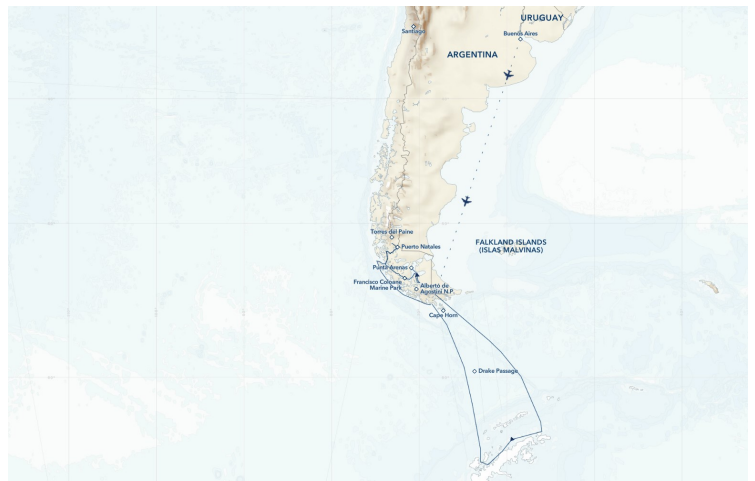 URUGUAY
Santiago
Buenos Aires
ARGENTINA
Torres del Paine
Puerto Natales
FALKLAND ISLANDS
(ISLAS MALVINAS)
Punta Arenas
Francisco Coloane
Marine Park
Alberto de
Agostini N.P.
Cape Horn
Drake Passage